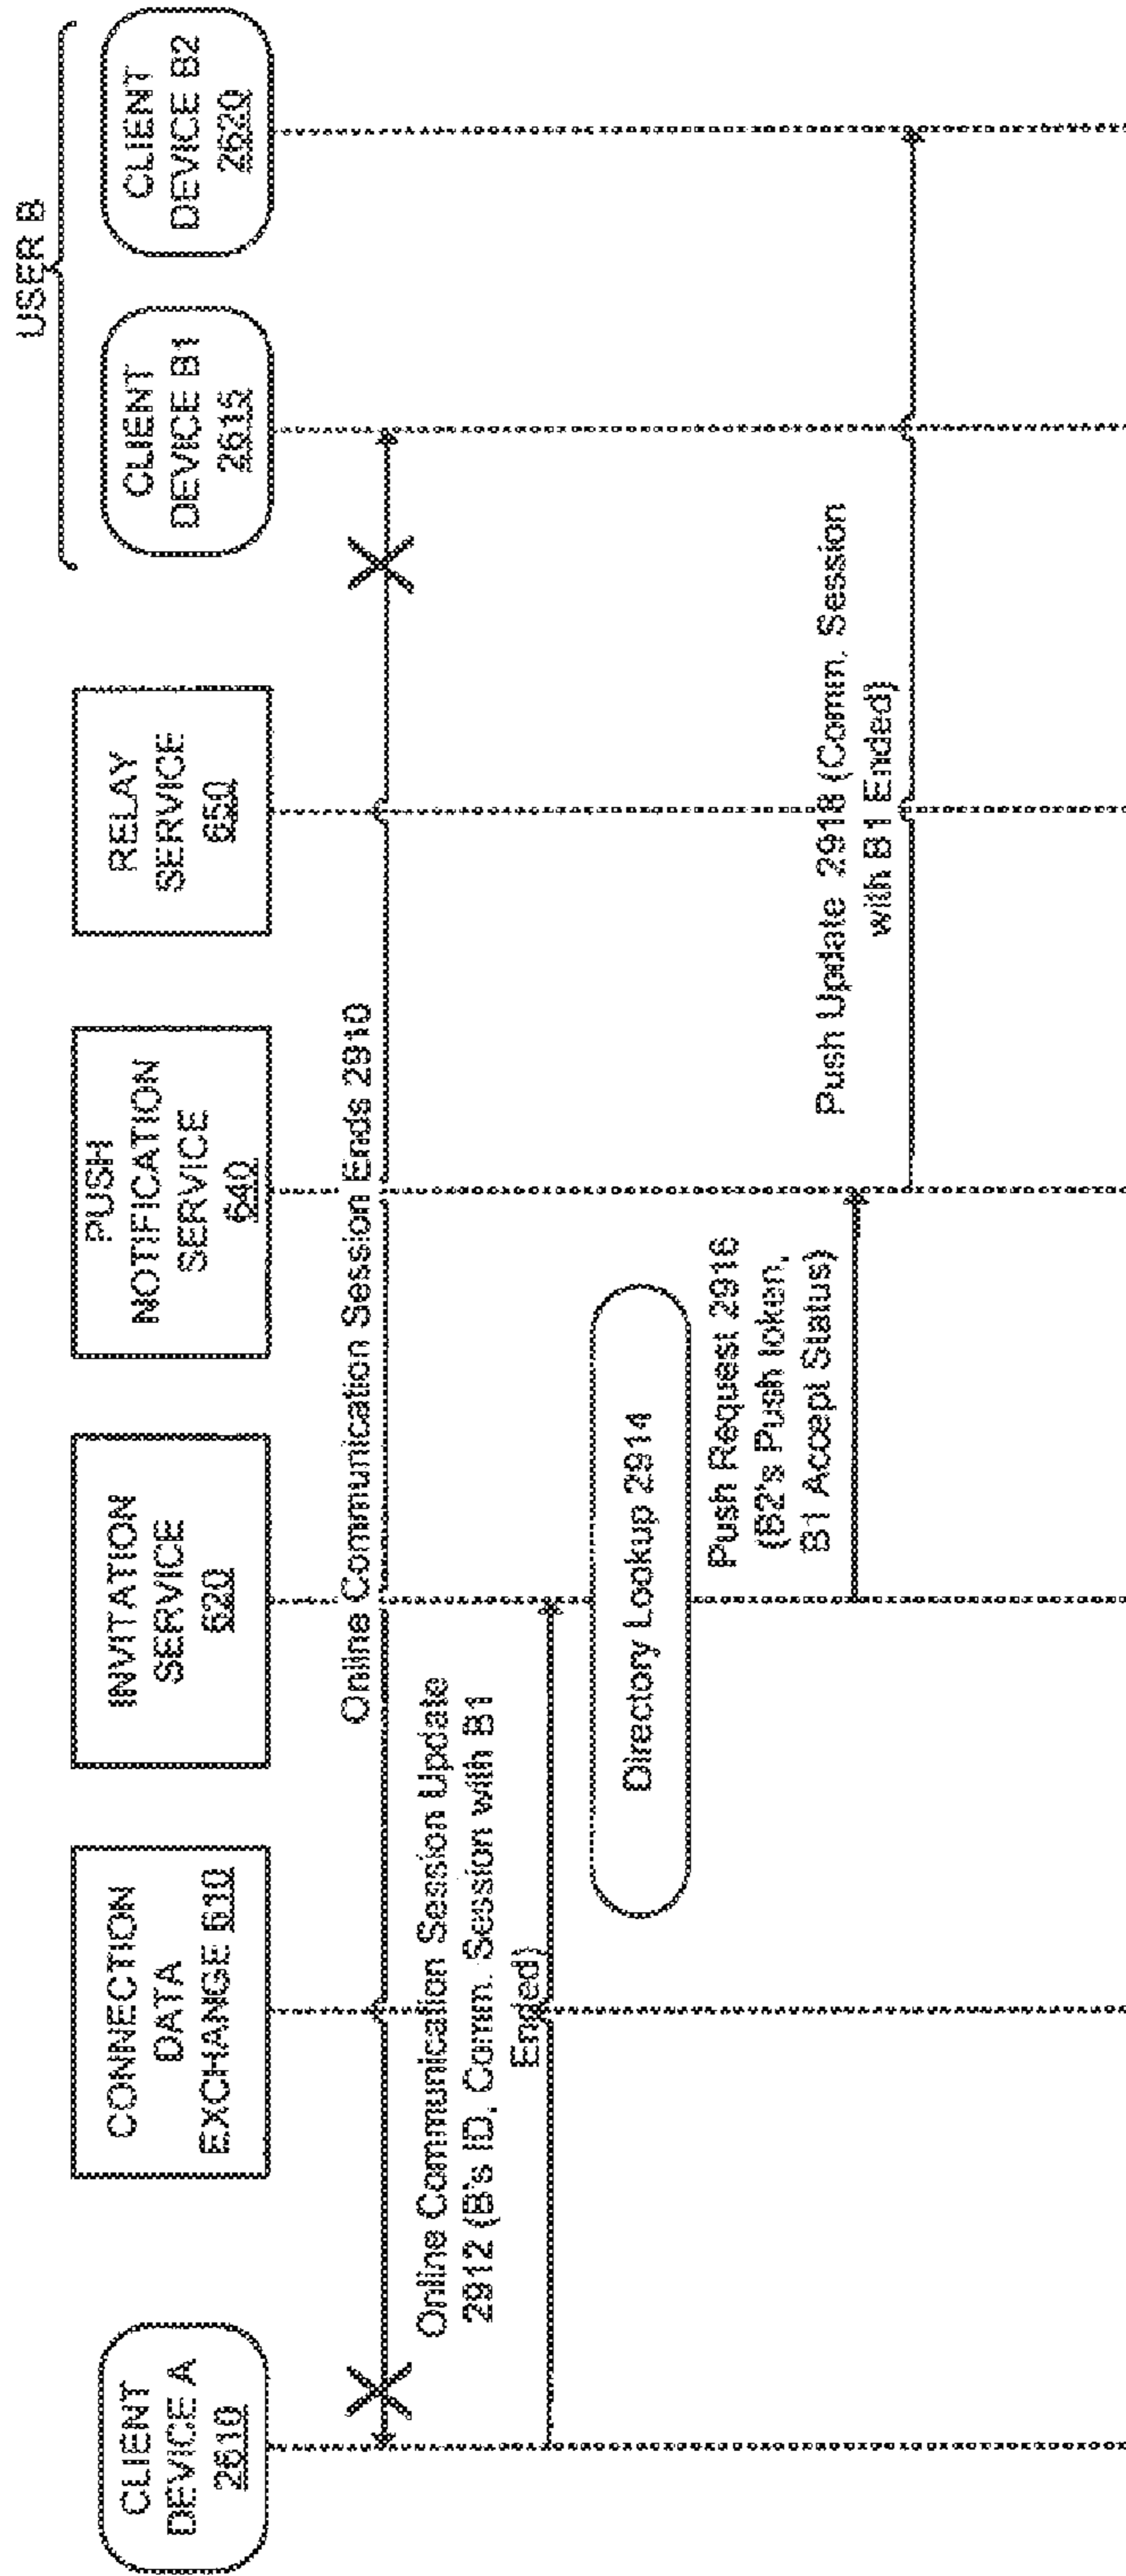 USER B
CLIENT
DEVICE A
2610
CONNECTION
DATA
EXCHANGE 610
INVITATION
SERVICE
620
PUSH
NOTIFICATION
SERVICE
640
RELAY
SERVICE
650
CLIENT
DEVICE B1
2615
CLIENT
DEVICE B2
2620
Online Communication Session Ends 2910
Online Communication Session Update
2912 (B's ID, Comm. Session with B1
Ended)
Directory Lookup 2914
Push Request 2916
(B2's Push token,
B1 Accept Status)
Push Update 2918 (Comm. Session
with B1 Ended)